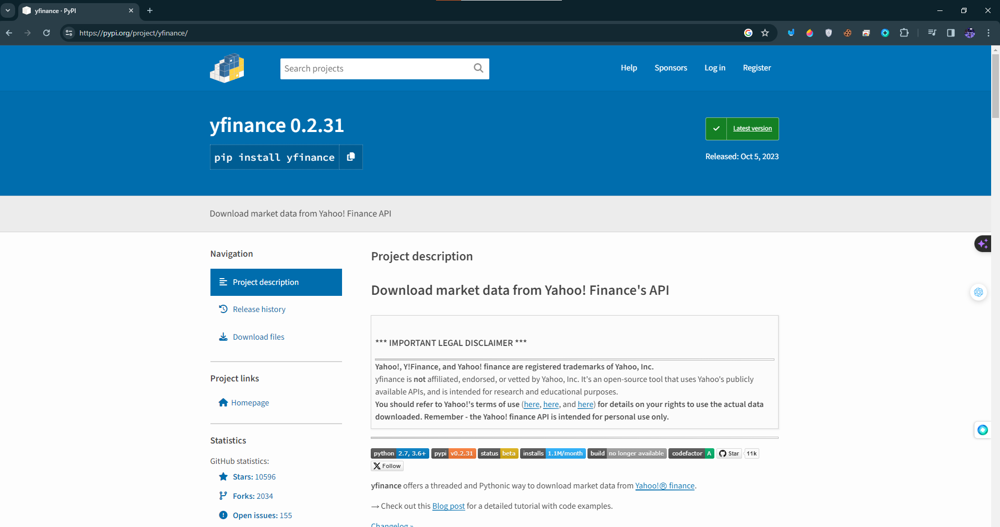 yfinance · PyPI
https://pypi.org/project/yfinance/
Search projects
Help Sponsors Log in Register
yfinance 0.2.31
pip install yfinance
Latest version
Released: Oct 5, 2023
Download market data from Yahoo! Finance API
Navigation
Project description
Release history
Download files
Project links
Homepage
Statistics
GitHub statistics:
Stars: 10596
Forks: 2034
Open issues: 155
Project description
Download market data from Yahoo! Finance's API
*** IMPORTANT LEGAL DISCLAIMER ***
Yahoo!, Y!Finance, and Yahoo! finance are registered trademarks of Yahoo, Inc.
yfinance is not affiliated, endorsed, or vetted by Yahoo, Inc. It's an open-source tool that uses Yahoo's publicly
available APIs, and is intended for research and educational purposes.
You should refer to Yahoo!'s terms of use (here, here, and here) for details on your rights to use the actual data
downloaded. Remember - the Yahoo! finance API is intended for personal use only.
python 2.7, 3.6+ pypi v0.2.31 status beta installs 1.1M/month build no longer available codefactor A Star 11k
Follow
yfinance offers a threaded and Pythonic way to download market data from Yahoo!® finance.
→ Check out this Blog post for a detailed tutorial with code examples.
Changelog »